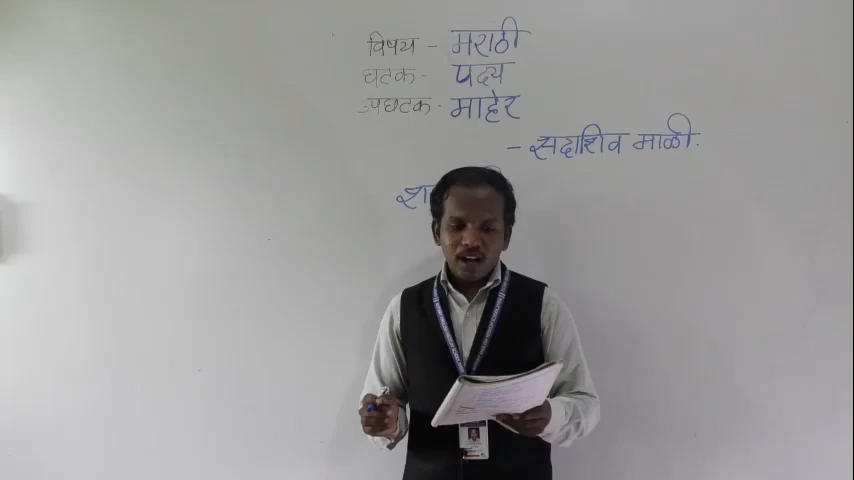 विषय - मराठी
घटक - पद्य
उपघटक - माहेर
- सदाशिव माळी.